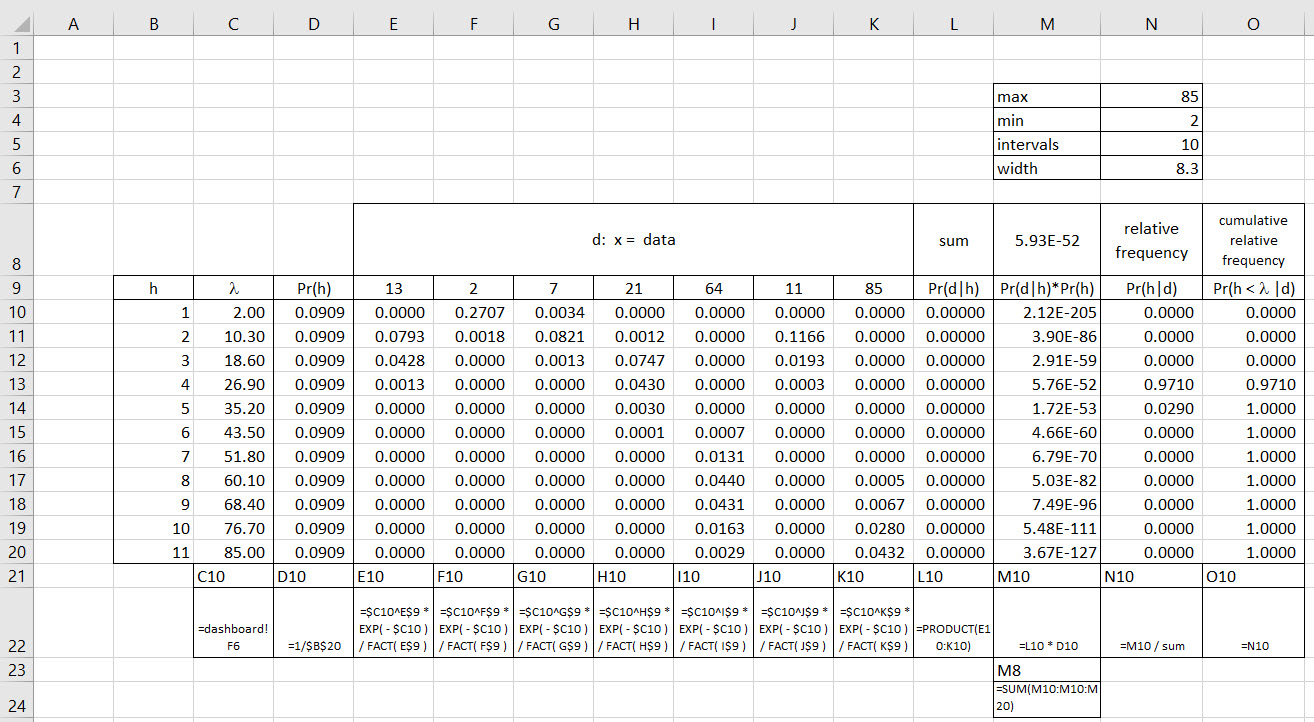 A B C D E F G H I J K L M N O
1
2
3 max 85
4 min 2
5 intervals 10
6 width 8.3
7
8 d: x = data sum 5.93E-52 relative frequency cumulative relative frequency
9 h λ Pr(h) 13 2 7 21 64 11 85 Pr(d|h) Pr(d|h)*Pr(h) Pr(h|d) Pr(h < λ |d)
10 1 2.00 0.0909 0.0000 0.2707 0.0034 0.0000 0.0000 0.0000 0.0000 0.00000 2.12E-205 0.0000 0.0000
11 2 10.30 0.0909 0.0793 0.0018 0.0821 0.0012 0.0000 0.1166 0.0000 0.00000 3.90E-86 0.0000 0.0000
12 3 18.60 0.0909 0.0428 0.0000 0.0013 0.0747 0.0000 0.0193 0.0000 0.00000 2.91E-59 0.0000 0.0000
13 4 26.90 0.0909 0.0013 0.0000 0.0000 0.0430 0.0000 0.0003 0.0000 0.00000 5.76E-52 0.9710 0.9710
14 5 35.20 0.0909 0.0000 0.0000 0.0000 0.0030 0.0000 0.0000 0.0000 0.00000 1.72E-53 0.0290 1.0000
15 6 43.50 0.0909 0.0000 0.0000 0.0000 0.0001 0.0007 0.0000 0.0000 0.00000 4.66E-60 0.0000 1.0000
16 7 51.80 0.0909 0.0000 0.0000 0.0000 0.0000 0.0131 0.0000 0.0000 0.00000 6.79E-70 0.0000 1.0000
17 8 60.10 0.0909 0.0000 0.0000 0.0000 0.0000 0.0440 0.0000 0.0005 0.00000 5.03E-82 0.0000 1.0000
18 9 68.40 0.0909 0.0000 0.0000 0.0000 0.0000 0.0431 0.0000 0.0067 0.00000 7.49E-96 0.0000 1.0000
19 10 76.70 0.0909 0.0000 0.0000 0.0000 0.0000 0.0163 0.0000 0.0280 0.00000 5.48E-111 0.0000 1.0000
20 11 85.00 0.0909 0.0000 0.0000 0.0000 0.0000 0.0029 0.0000 0.0432 0.00000 3.67E-127 0.0000 1.0000
21 C10 D10 E10 F10 G10 H10 I10 J10 K10 L10 M10 N10 O10
22 =dashboard!F6 =1/$B$20 =$C10^E$9 * EXP( - $C10 ) / FACT( E$9 ) =$C10^F$9 * EXP( - $C10 ) / FACT( F$9 ) =$C10^G$9 * EXP( - $C10 ) / FACT( G$9 ) =$C10^H$9 * EXP( - $C10 ) / FACT( H$9 ) =$C10^I$9 * EXP( - $C10 ) / FACT( I$9 ) =$C10^J$9 * EXP( - $C10 ) / FACT( J$9 ) =$C10^K$9 * EXP( - $C10 ) / FACT( K$9 ) =PRODUCT(E10:K10) =L10 * D10 =M10 / sum =N10
23 M8
24 =SUM(M10:M10:M20)